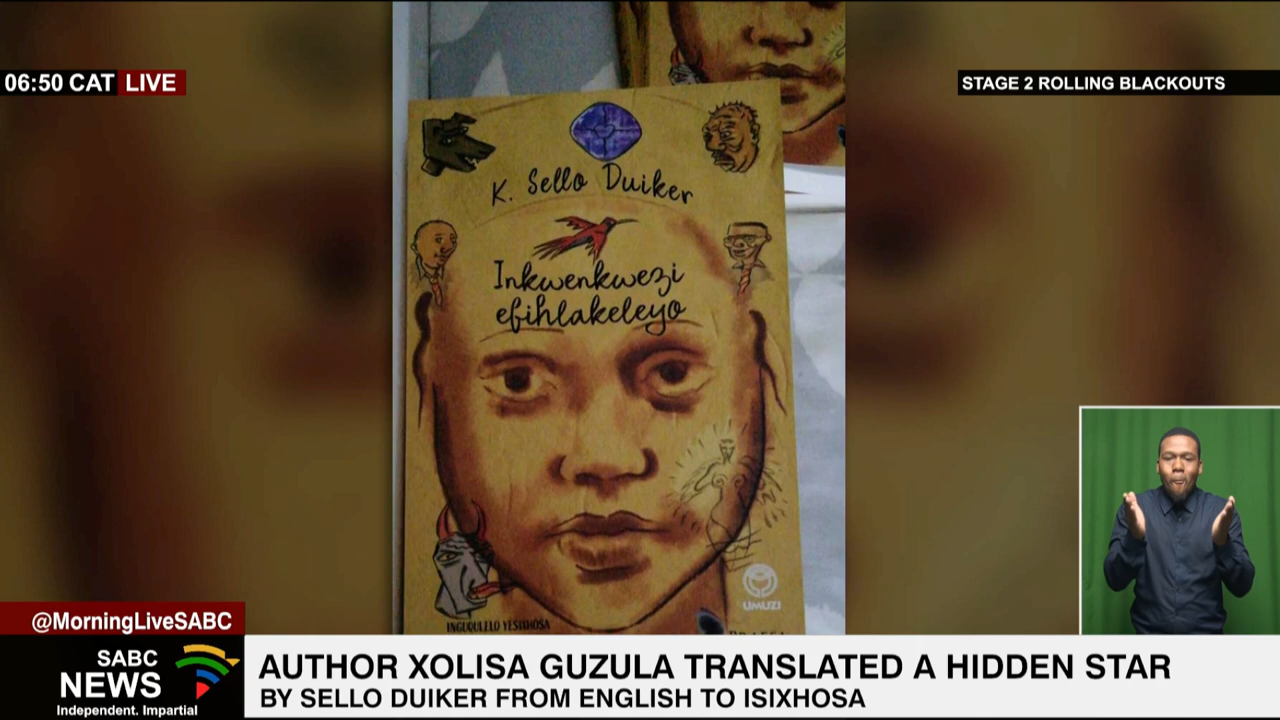 06:50 CAT LIVE
STAGE 2 ROLLING BLACKOUTS
K. Sello Duiker
Inkwenkwezi
efihlakeleyo
UMUZI
INGUQULELO YESIXHOSA
@MorningLiveSABC
SABC
NEWS
Independent. Impartial
AUTHOR XOLISA GUZULA TRANSLATED A HIDDEN STAR
BY SELLO DUIKER FROM ENGLISH TO ISIXHOSA